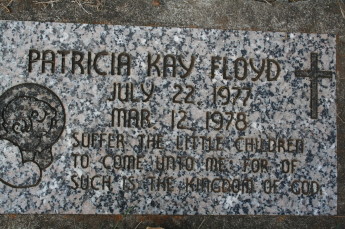 PATRICIA KAY FLOYD
JULY 22 1977
MAR. 12, 1978
SUFFER THE LITTLE CHILDREN
TO COME UNTO ME FOR OF
SUCH IS THE KINGDOM OF GOD.